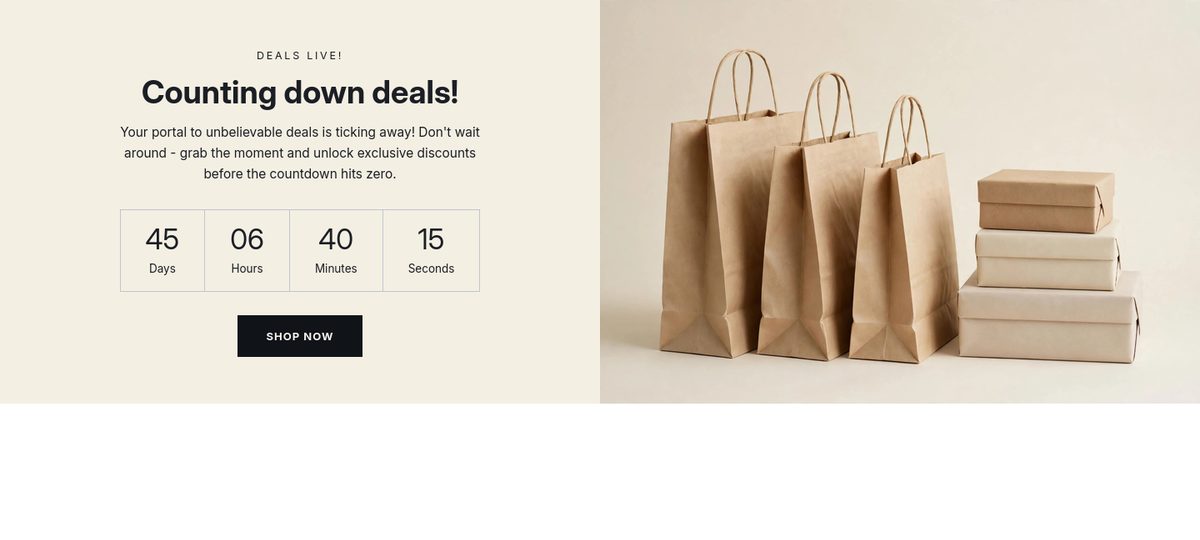 DEALS LIVE!
Counting down deals!
Your portal to unbelievable deals is ticking away! Don't wait
around - grab the moment and unlock exclusive discounts
before the countdown hits zero.
45 06 40 15
Days Hours Minutes Seconds
SHOP NOW